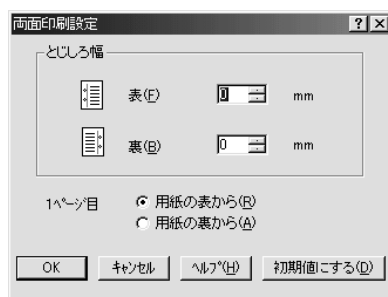 両面印刷設定
とじしろ幅
表(F) 0 mm
裏(B) 0 mm
1ページ目 用紙の表から(R)
用紙の裏から(A)
OK キャンセル ヘルプ(H) 初期値にする(D)